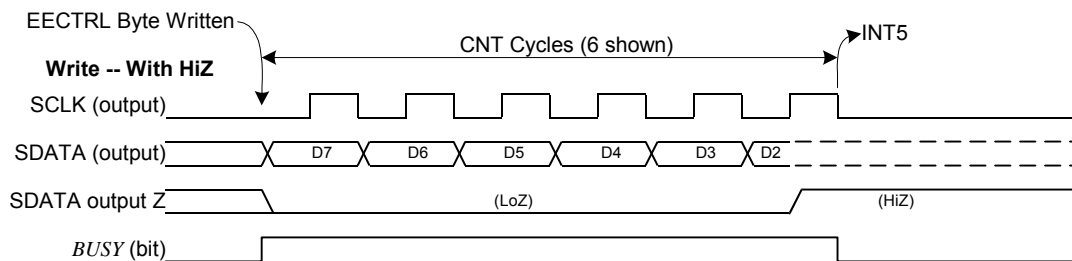 EECTRL Byte Written
CNT Cycles (6 shown)
INT5
Write -- With HiZ
SCLK (output)
SDATA (output)
D7 D6 D5 D4 D3 D2
SDATA output Z
(LoZ)
(HiZ)
BUSY (bit)